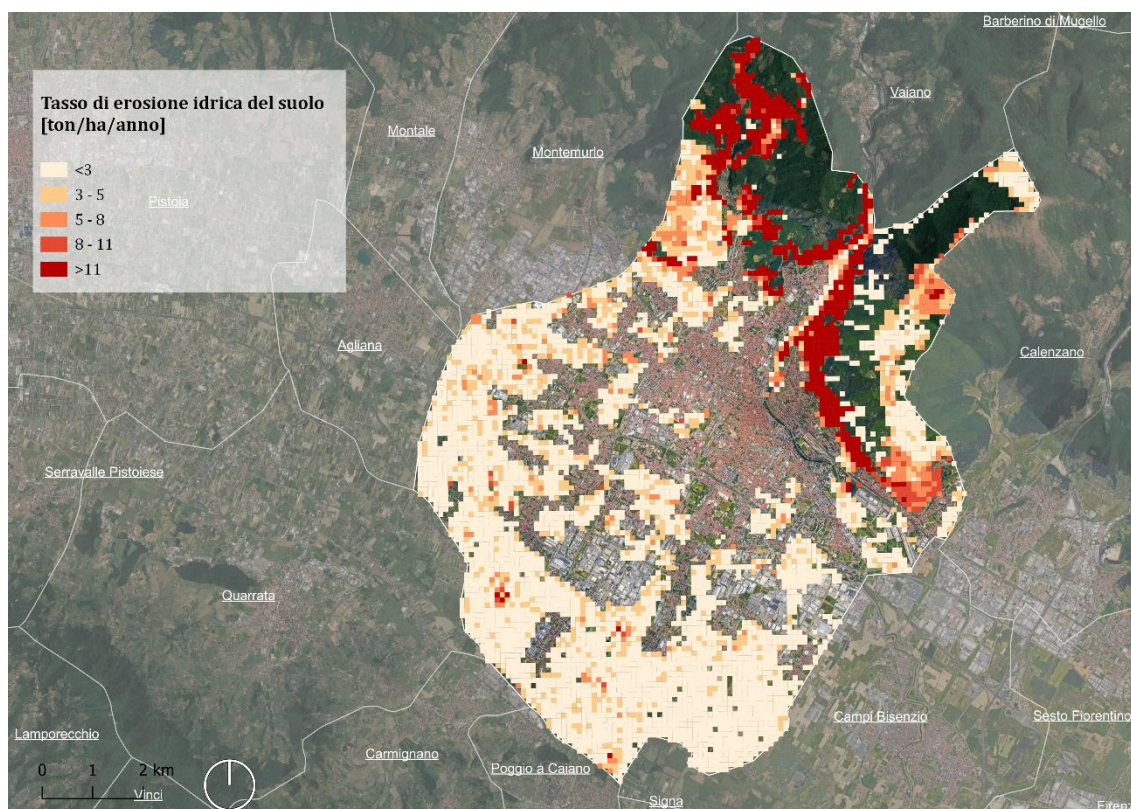 Barberino di Mugello
Tasso di erosione idrica del suolo
[ton/ha/anno]
<3
3 - 5
5 - 8
8 - 11
>11
Vaiano
Montale
Montemurlo
Pistoia
Agliana
Calenzano
Serravalle Pistoiese
Quarrata
Campi Bisenzio
Sesto Fiorentino
Lamporecchio
Carmignano
Poggio a Caiano
0 1 2 km
Vinci
Signa